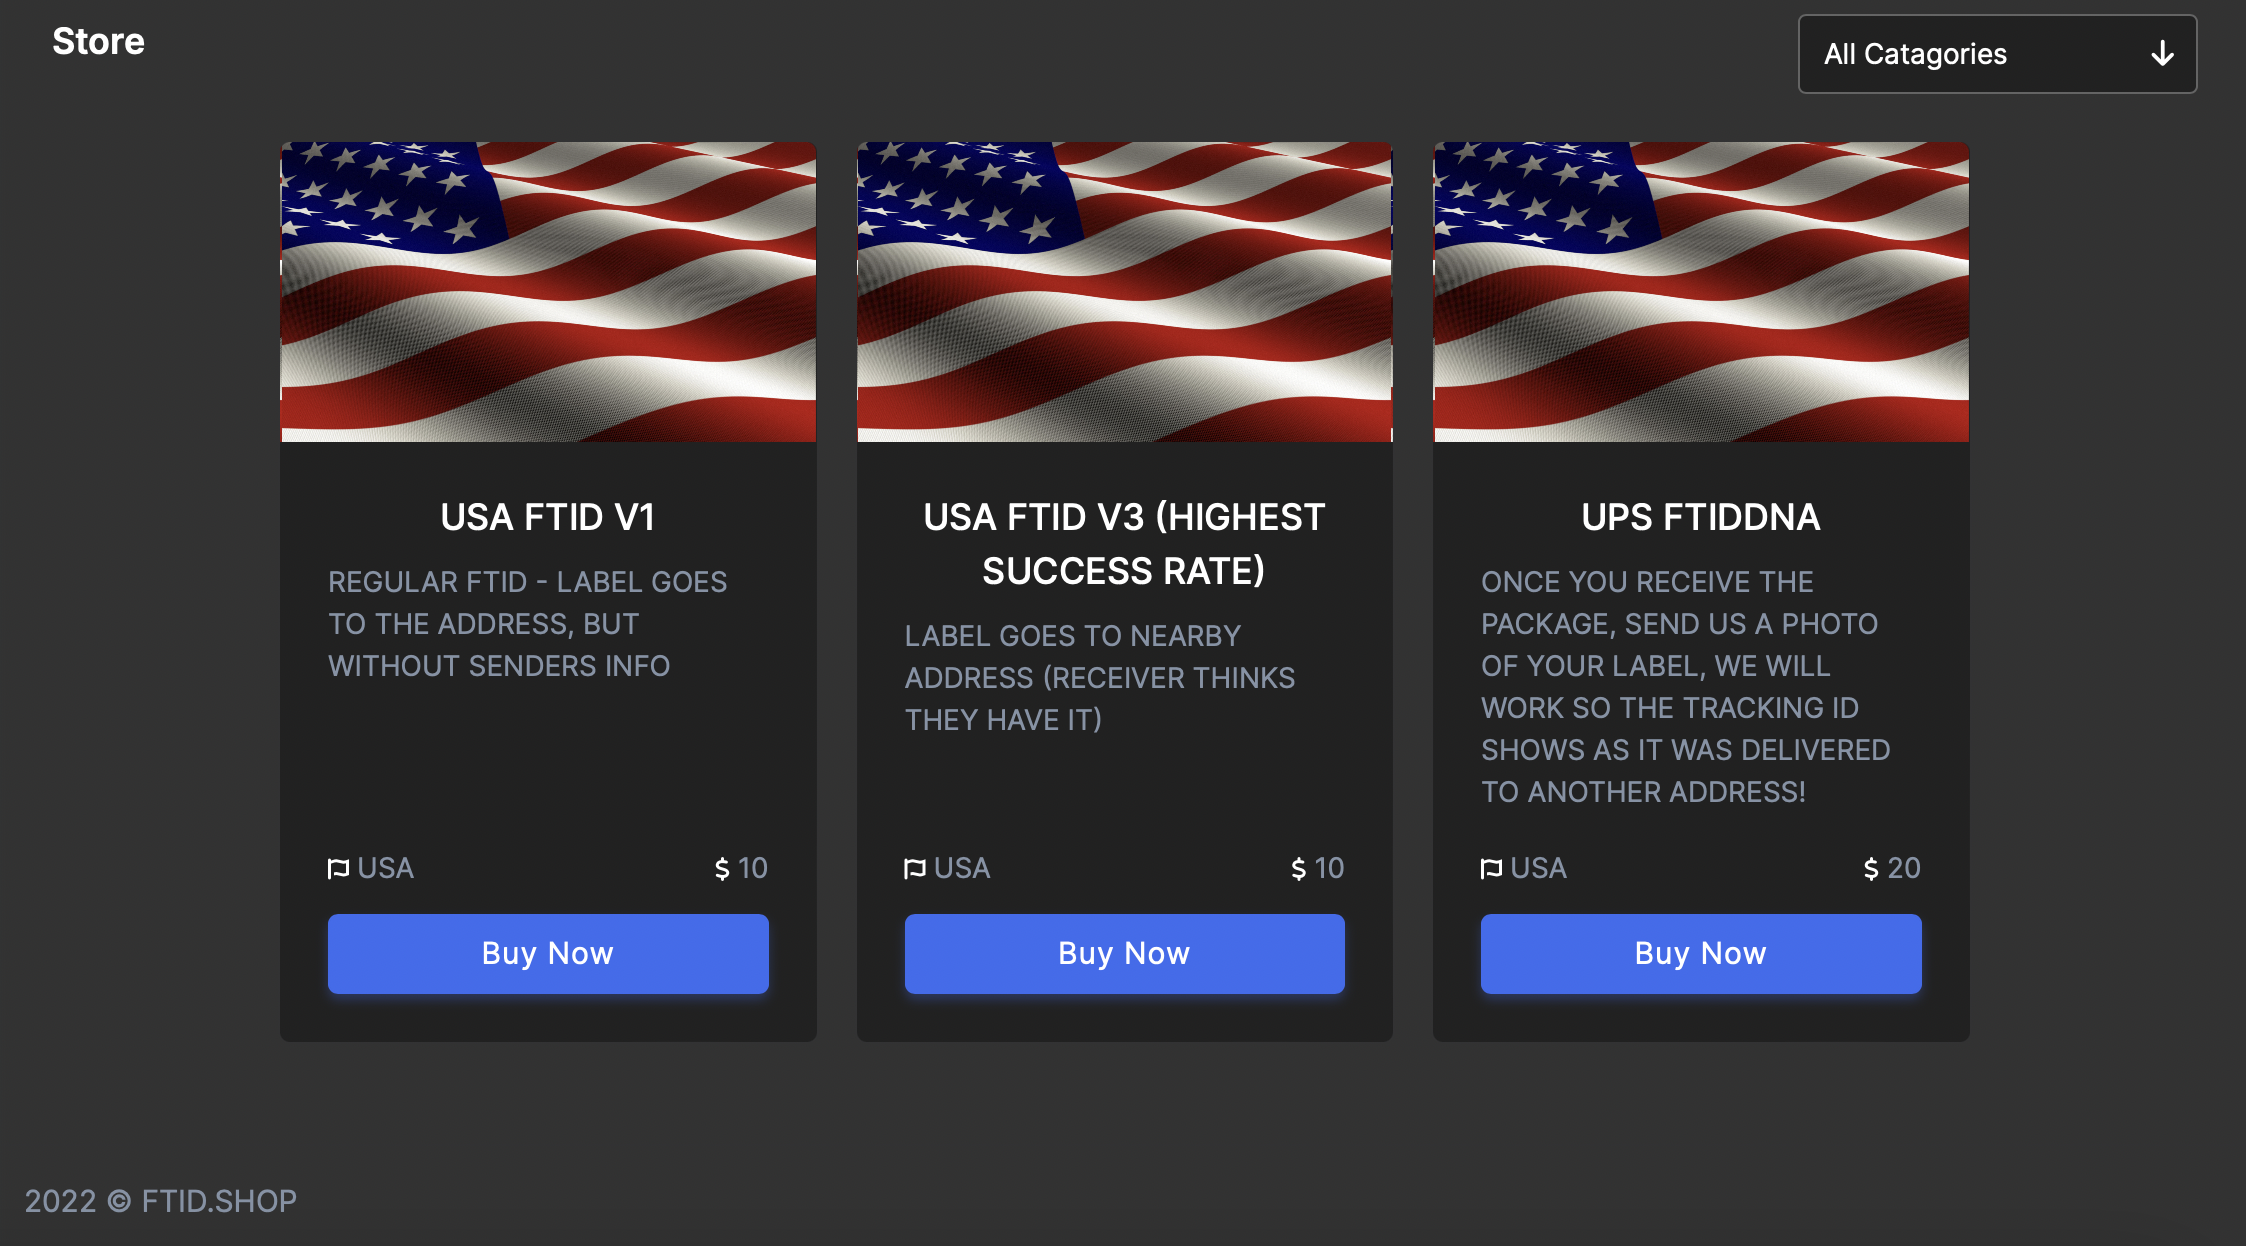 Store
All Catagories
USA FTID V1
REGULAR FTID - LABEL GOES
TO THE ADDRESS, BUT
WITHOUT SENDERS INFO
USA
$ 10
Buy Now
USA FTID V3 (HIGHEST
SUCCESS RATE)
LABEL GOES TO NEARBY
ADDRESS (RECEIVER THINKS
THEY HAVE IT)
USA
$ 10
Buy Now
UPS FTIDDNA
ONCE YOU RECEIVE THE
PACKAGE, SEND US A PHOTO
OF YOUR LABEL, WE WILL
WORK SO THE TRACKING ID
SHOWS AS IT WAS DELIVERED
TO ANOTHER ADDRESS!
USA
$ 20
Buy Now
2022 © FTID.SHOP